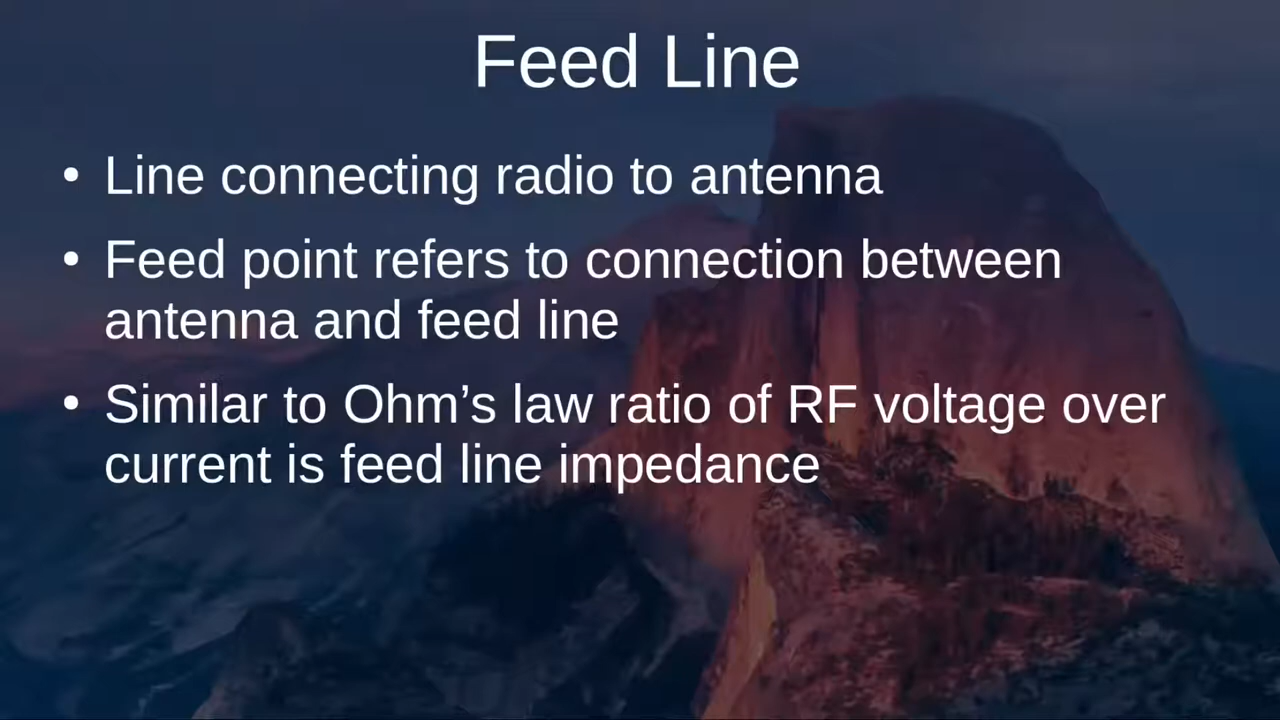 Feed Line
• Line connecting radio to antenna
• Feed point refers to connection between
antenna and feed line
• Similar to Ohm’s law ratio of RF voltage over
current is feed line impedance